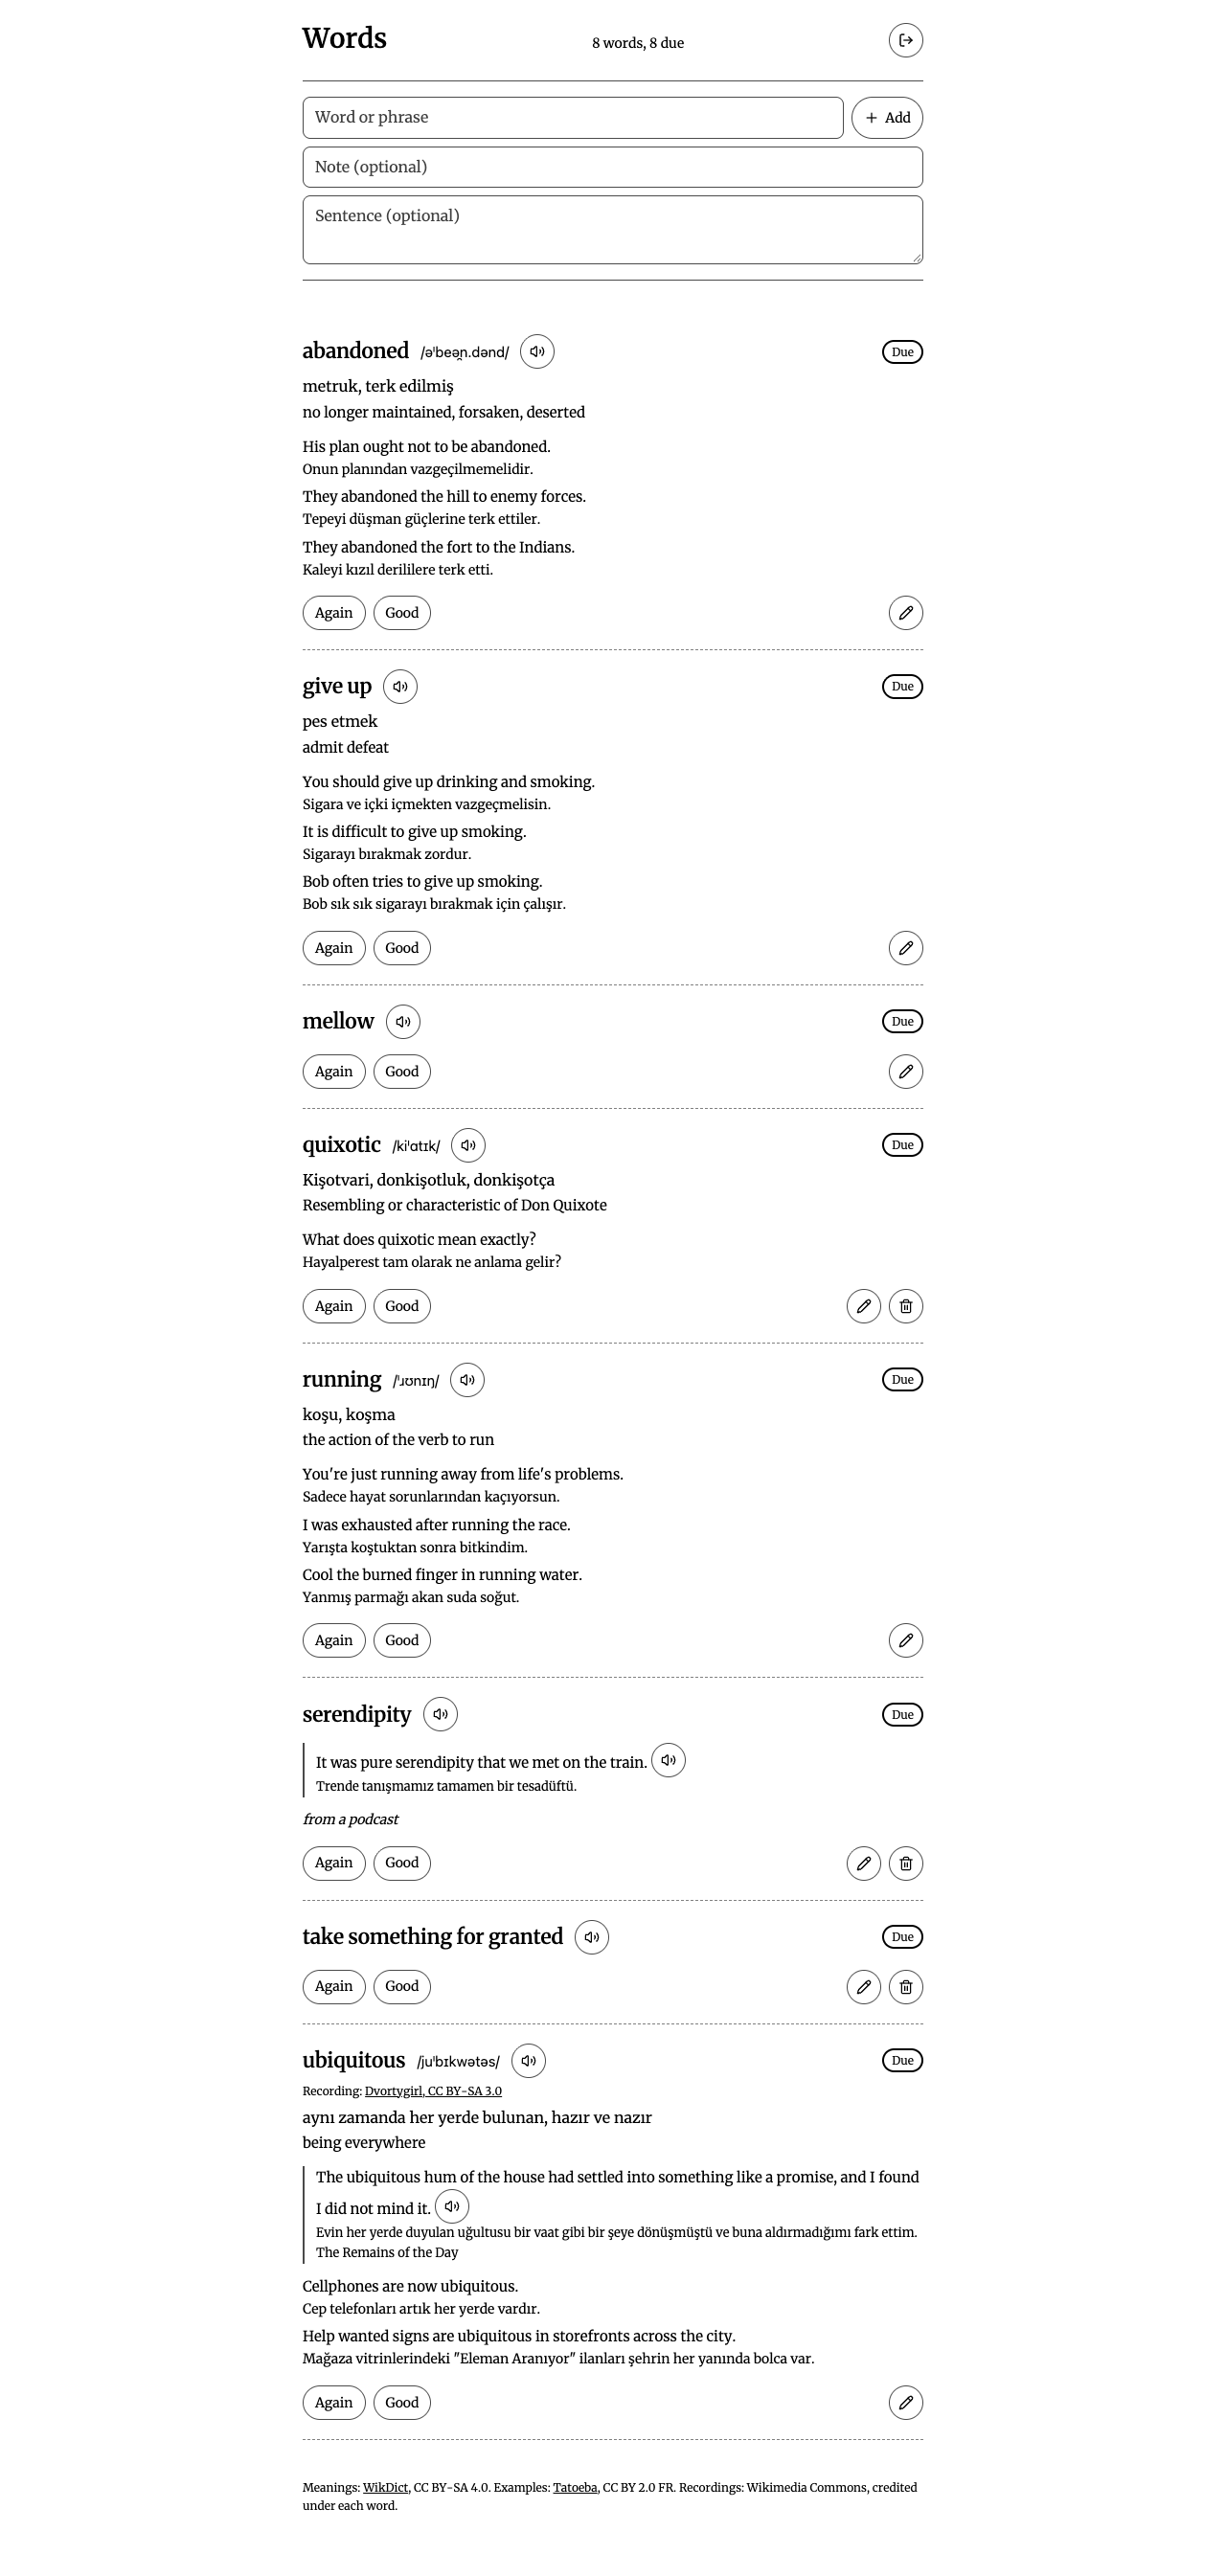 Words
8 words, 8 due
Word or phrase
Add
Note (optional)
Sentence (optional)
abandoned /əˈbeə̯n.dənd/
Due
metruk, terk edilmiş
no longer maintained, forsaken, deserted
His plan ought not to be abandoned.
Onun planından vazgeçilmemelidir.
They abandoned the hill to enemy forces.
Tepeyi düşman güçlerine terk ettiler.
They abandoned the fort to the Indians.
Kaleyi kızıl derililere terk etti.
Again Good
give up
Due
pes etmek
admit defeat
You should give up drinking and smoking.
Sigara ve içki içmekten vazgeçmelisin.
It is difficult to give up smoking.
Sigarayı bırakmak zordur.
Bob often tries to give up smoking.
Bob sık sık sigarayı bırakmak için çalışır.
Again Good
mellow
Due
Again Good
quixotic /kiˈɑtɪk/
Due
Kişotvari, donkişotluk, donkişotça
Resembling or characteristic of Don Quixote
What does quixotic mean exactly?
Hayalperest tam olarak ne anlama gelir?
Again Good
running /ˈɹʊnɪŋ/
Due
koşu, koşma
the action of the verb to run
You're just running away from life's problems.
Sadece hayat sorunlarından kaçıyorsun.
I was exhausted after running the race.
Yarışta koştuktan sonra bitkindim.
Cool the burned finger in running water.
Yanmış parmağı akan suda soğut.
Again Good
serendipity
Due
It was pure serendipity that we met on the train.
Trende tanışmamız tamamen bir tesadüftü.
from a podcast
Again Good
take something for granted
Due
Again Good
ubiquitous /juˈbɪkwətəs/
Due
Recording: Dvortygirl, CC BY-SA 3.0
aynı zamanda her yerde bulunan, hazır ve nazır
being everywhere
The ubiquitous hum of the house had settled into something like a promise, and I found
I did not mind it.
Evin her yerde duyulan uğultusu bir vaat gibi bir şeye dönüşmüştü ve buna aldırmadığımı fark ettim.
The Remains of the Day
Cellphones are now ubiquitous.
Cep telefonları artık her yerde vardır.
Help wanted signs are ubiquitous in storefronts across the city.
Mağaza vitrinlerindeki "Eleman Aranıyor" ilanları şehrin her yanında bolca var.
Again Good
Meanings: WikDict, CC BY-SA 4.0. Examples: Tatoeba, CC BY 2.0 FR. Recordings: Wikimedia Commons, credited
under each word.